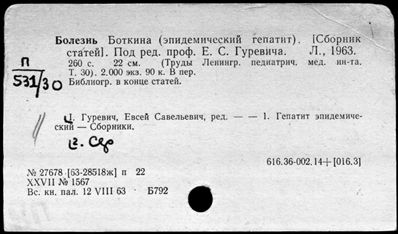 Болезнь Боткина (эпидемический гепатит). [Сборник
статей]. Под ред. проф. Е. С. Гуревича. Л., 1963.
260 с. 22 см. (Труды Ленингр. педиатрич. мед. ин-та.
Т. 30). 2.000 экз. 90 к. В пер.
Библиогр. в конце статей.
П
531/30
Гуревич, Евсей Савельевич, ред. — — 1. Гепатит эпидемиче-
ский — Сборники.
616.36-002.14+[016.3]
№ 27678 [63-28518ж] п 22
XXVII № 1567
Вс. кн. пал. 12 VIII 63 Б792